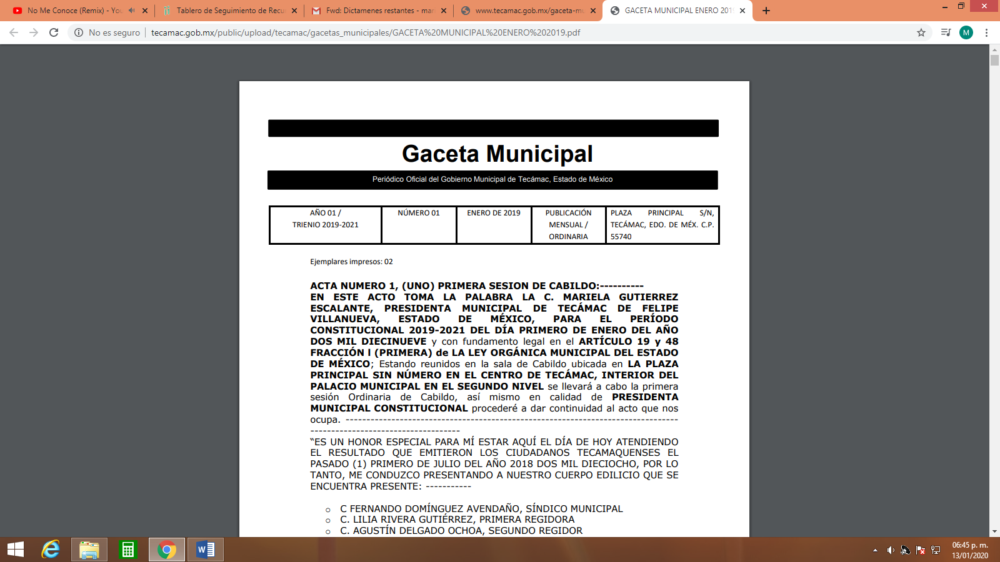 No Me Conoce (Remix) - You
Tablero de Seguimiento de Recu
Fwd: Dictamenes restantes - mar
www.tecamac.gob.mx/gaceta-mu
GACETA MUNICIPAL ENERO 201
No es seguro
tecamac.gob.mx/public/upload/tecamac/gacetas_municipales/GACETA%20MUNICIPAL%20ENERO%202019.pdf
M
Gaceta Municipal
Periódico Oficial del Gobierno Municipal de Tecámac, Estado de México
AÑO 01 /
TRIENIO 2019-2021
NÚMERO 01
ENERO DE 2019
PUBLICACIÓN
MENSUAL /
ORDINARIA
PLAZA PRINCIPAL S/N,
TECÁMAC, EDO. DE MÉX. C.P.
55740
Ejemplares impresos: 02
ACTA NUMERO 1, (UNO) PRIMERA SESION DE CABILDO:----------
EN ESTE ACTO TOMA LA PALABRA LA C. MARIELA GUTIERREZ
ESCALANTE, PRESIDENTA MUNICIPAL DE TECÁMAC DE FELIPE
VILLANUEVA, ESTADO DE MÉXICO, PARA EL PERÍODO
CONSTITUCIONAL 2019-2021 DEL DÍA PRIMERO DE ENERO DEL AÑO
DOS MIL DIECINUEVE y con fundamento legal en el ARTÍCULO 19 y 48
FRACCIÓN l (PRIMERA) de LA LEY ORGÁNICA MUNICIPAL DEL ESTADO
DE MÉXICO; Estando reunidos en la sala de Cabildo ubicada en LA PLAZA
PRINCIPAL SIN NÚMERO EN EL CENTRO DE TECÁMAC, INTERIOR DEL
PALACIO MUNICIPAL EN EL SEGUNDO NIVEL se llevará a cabo la primera
sesión Ordinaria de Cabildo, así mismo en calidad de PRESIDENTA
MUNICIPAL CONSTITUCIONAL procederé a dar continuidad al acto que nos
ocupa. --------------------------------------------------------------------------------
------------------------------------
“ES UN HONOR ESPECIAL PARA MÍ ESTAR AQUÍ EL DÍA DE HOY ATENDIENDO
EL RESULTADO QUE EMITIERON LOS CIUDADANOS TECAMAQUENSES EL
PASADO (1) PRIMERO DE JULIO DEL AÑO 2018 DOS MIL DIECIOCHO, POR LO
TANTO, ME CONDUZCO PRESENTANDO A NUESTRO CUERPO EDILICIO QUE SE
ENCUENTRA PRESENTE: -----------
o C FERNANDO DOMÍNGUEZ AVENDAÑO, SÍNDICO MUNICIPAL
o C. LILIA RIVERA GUTIÉRREZ, PRIMERA REGIDORA
o C. AGUSTÍN DELGADO OCHOA, SEGUNDO REGIDOR
06:45 p. m.
13/01/2020